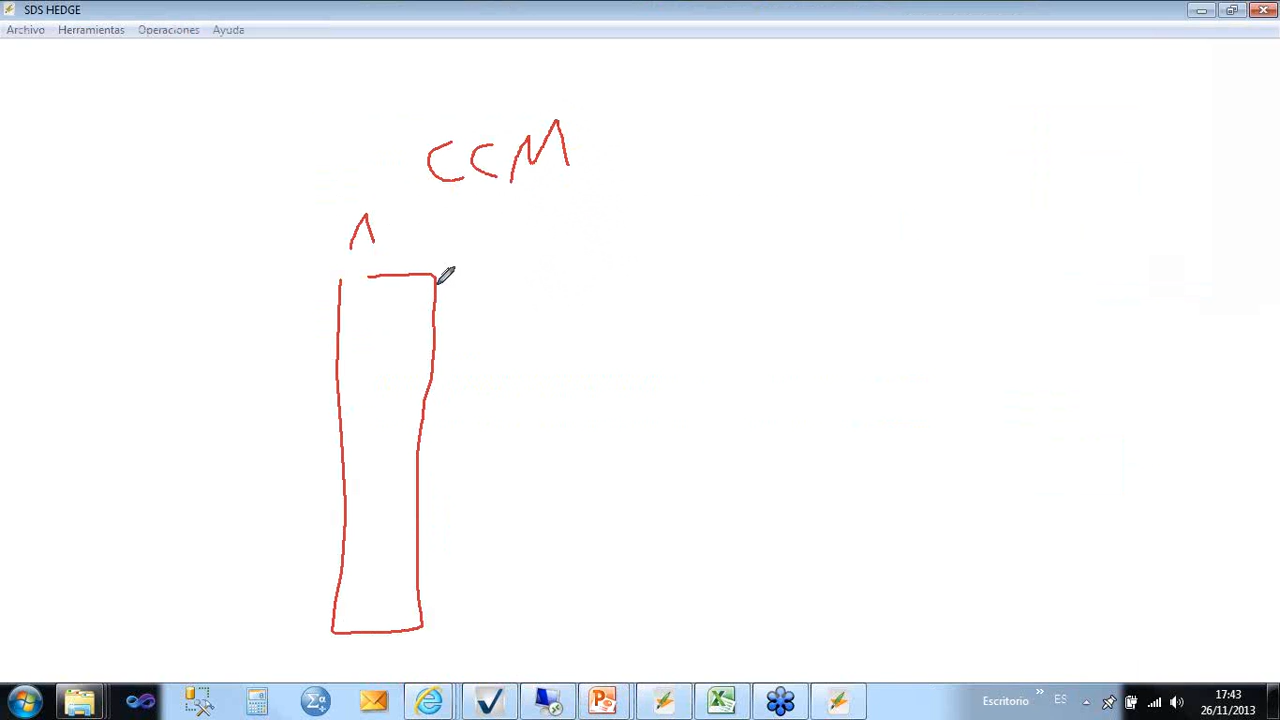 SDS HEDGE
Archivo Herramientas Operaciones Ayuda
CCM
Escritorio » ES 17:43
26/11/2013